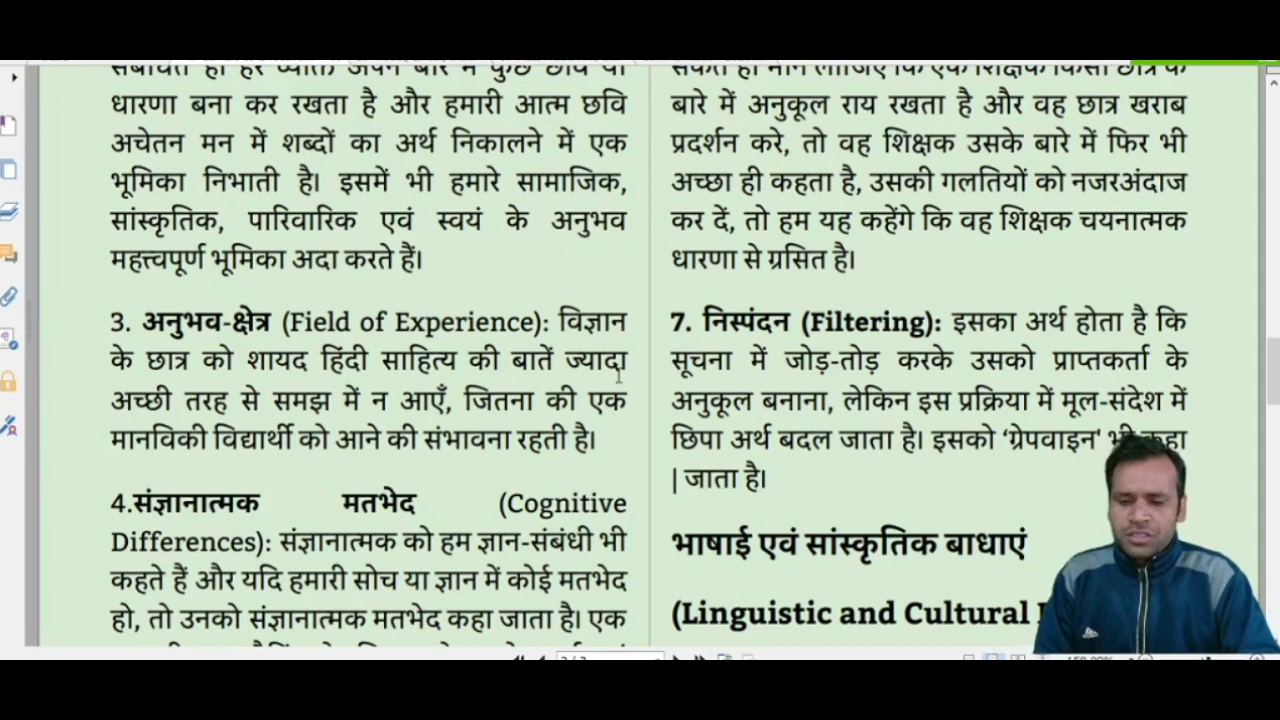 धारणा बना कर रखता है और हमारी आत्म छवि
अचेतन मन में शब्दों का अर्थ निकालने में एक
भूमिका निभाती है। इसमें भी हमारे सामाजिक,
सांस्कृतिक, पारिवारिक एवं स्वयं के अनुभव
महत्त्वपूर्ण भूमिका अदा करते हैं।
3. अनुभव-क्षेत्र (Field of Experience): विज्ञान
के छात्र को शायद हिंदी साहित्य की बातें ज्यादा
अच्छी तरह से समझ में न आएँ, जितना की एक
मानविकी विद्यार्थी को आने की संभावना रहती है।
4.संज्ञानात्मक मतभेद (Cognitive
Differences): संज्ञानात्मक को हम ज्ञान-संबंधी भी
कहते हैं और यदि हमारी सोच या ज्ञान में कोई मतभेद
हो, तो उनको संज्ञानात्मक मतभेद कहा जाता है। एक
बारे में अनुकूल राय रखता है और वह छात्र खराब
प्रदर्शन करे, तो वह शिक्षक उसके बारे में फिर भी
अच्छा ही कहता है, उसकी गलतियों को नजरअंदाज
कर दें, तो हम यह कहेंगे कि वह शिक्षक चयनात्मक
धारणा से ग्रसित है।
7. निस्पंदन (Filtering): इसका अर्थ होता है कि
सूचना में जोड़-तोड़ करके उसको प्राप्तकर्ता के
अनुकूल बनाना, लेकिन इस प्रक्रिया में मूल-संदेश में
छिपा अर्थ बदल जाता है। इसको ‘ग्रेपवाइन' भी कहा
| जाता है।
भाषाई एवं सांस्कृतिक बाधाएं
(Linguistic and Cultural